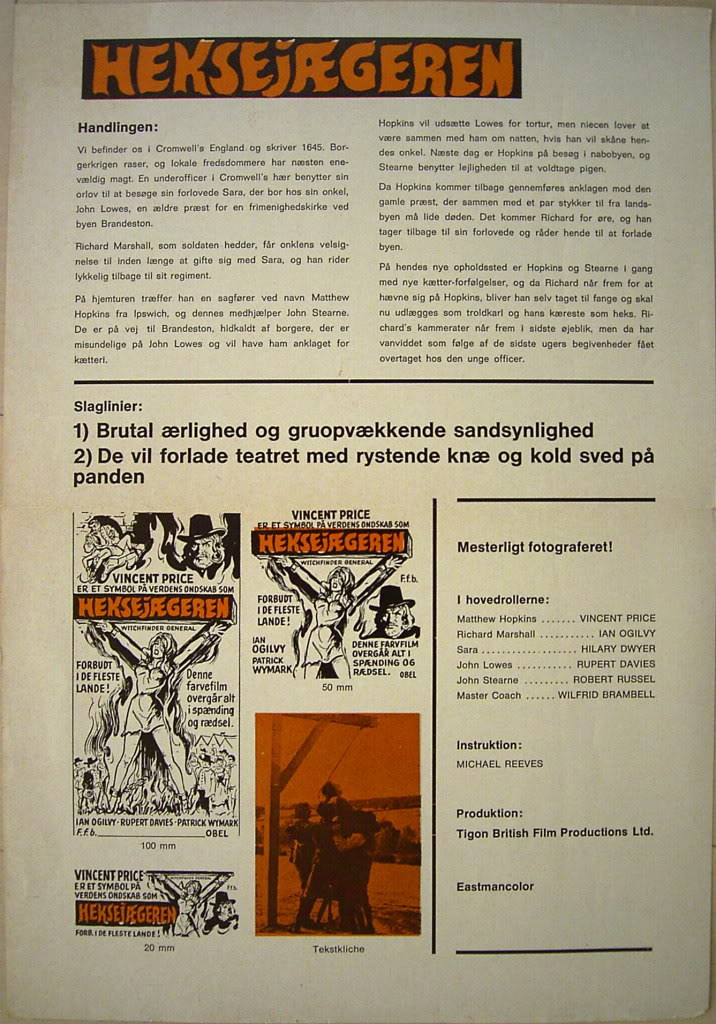 HEKSEJÆGEREN
Handlingen:
Vi befinder os i Cromwell's England og skriver 1645. Bor-
gerkrigen raser, og lokale fredsdommere har næsten ene-
vældig magt. En underofficer i Cromwell's hær benytter sin
orlov til at besøge sin forlovede Sara, der bor hos sin onkel,
John Lowes, en ældre præst for en frimenighedskirke ved
byen Brandeston.
Richard Marshall, som soldaten hedder, får onklens velsig-
nelse til inden længe at gifte sig med Sara, og han rider
lykkelig tilbage til sit regiment.
På hjemturen træffer han en sagfører ved navn Matthew
Hopkins fra Ipswich, og dennes medhjælper John Stearne.
De er på vej til Brandeston, hidkaldt af borgere, der er
misundelige på John Lowes og vil have ham anklaget for
kætteri.
Hopkins vil udsætte Lowes for tortur, men niecen lover at
være sammen med ham om natten, hvis han vil skåne hen-
des onkel. Næste dag er Hopkins på besøg i nabobyen, og
Stearne benytter lejligheden til at voldtage pigen.
Da Hopkins kommer tilbage gennemføres anklagen mod den
gamle præst, der sammen med et par stykker til fra lands-
byen må lide døden. Det kommer Richard for øre, og han
tager tilbage til sin forlovede og råder hende til at forlade
byen.
På hendes nye opholdssted er Hopkins og Stearne i gang
med nye kætter-forfølgelser, og da Richard når frem for at
hævne sig på Hopkins, bliver han selv taget til fange og skal
nu udlægges som troldkarl og hans kæreste som heks. Ri-
chard's kammerater når frem i sidste øjeblik, men da har
vanviddet som følge af de sidste ugers begivenheder fået
overtaget hos den unge officer.
Slaglinier:
1) Brutal ærlighed og gruopvækkende sandsynlighed
2) De vil forlade teatret med rystende knæ og kold sved på
panden
VINCENT PRICE
ER ET SYMBOL PÅ VERDENS ONDSKAB SOM
HEKSEJÆGEREN
WITCHFINDER GENERAL
FORBUDT
I DE FLESTE
LANDE!
Denne
farvefilm
overgår alt
i spænding
og rædsel.
IAN OGILVY · RUPERT DAVIES · PATRICK WYMARK
F.f.b. OBEL
100 mm
VINCENT PRICE
ER ET SYMBOL PÅ VERDENS ONDSKAB SOM
HEKSEJÆGEREN
WITCHFINDER GENERAL
F.f.b.
FORBUDT
I DE FLESTE
LANDE!
IAN
OGILVY
PATRICK
WYMARK
DENNE FARVFILM
OVERGÅR ALT I
SPÆNDING OG
RÆDSEL. OBEL
50 mm
VINCENT PRICE
ER ET SYMBOL PÅ
VERDENS ONDSKAB SOM
WITCHFINDER GENERAL
F.f.b.
HEKSEJÆGEREN
FORB. I DE FLESTE LANDE!
20 mm
Tekstkliche
Mesterligt fotograferet!
I hovedrollerne:
Matthew Hopkins ....... VINCENT PRICE
Richard Marshall ........... IAN OGILVY
Sara ................... HILARY DWYER
John Lowes ........... RUPERT DAVIES
John Stearne ......... ROBERT RUSSEL
Master Coach ...... WILFRID BRAMBELL
Instruktion:
MICHAEL REEVES
Produktion:
Tigon British Film Productions Ltd.
Eastmancolor